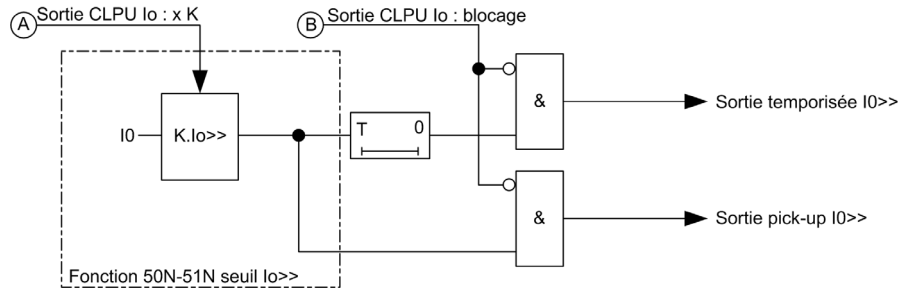 A Sortie CLPU Io : x K
B Sortie CLPU Io : blocage
I0
K.Io>>
T 0
&
Sortie temporisée I0>>
&
Sortie pick-up I0>>
Fonction 50N-51N seuil Io>>